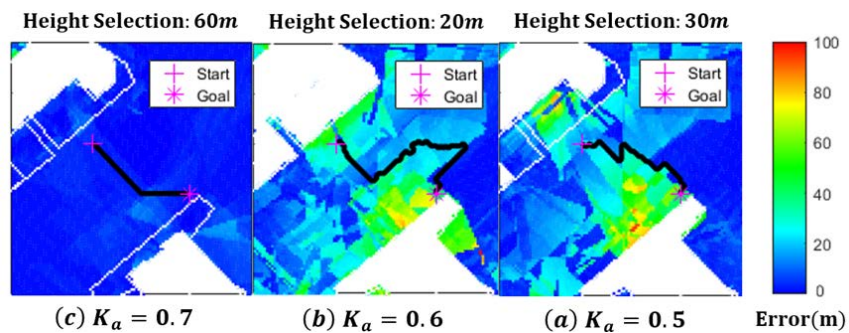 Height Selection: 60m
Height Selection: 20m
Height Selection: 30m
Start
Goal
Start
Goal
Start
Goal
100
80
60
40
20
0
(c) K_a = 0.7
(b) K_a = 0.6
(a) K_a = 0.5
Error(m)